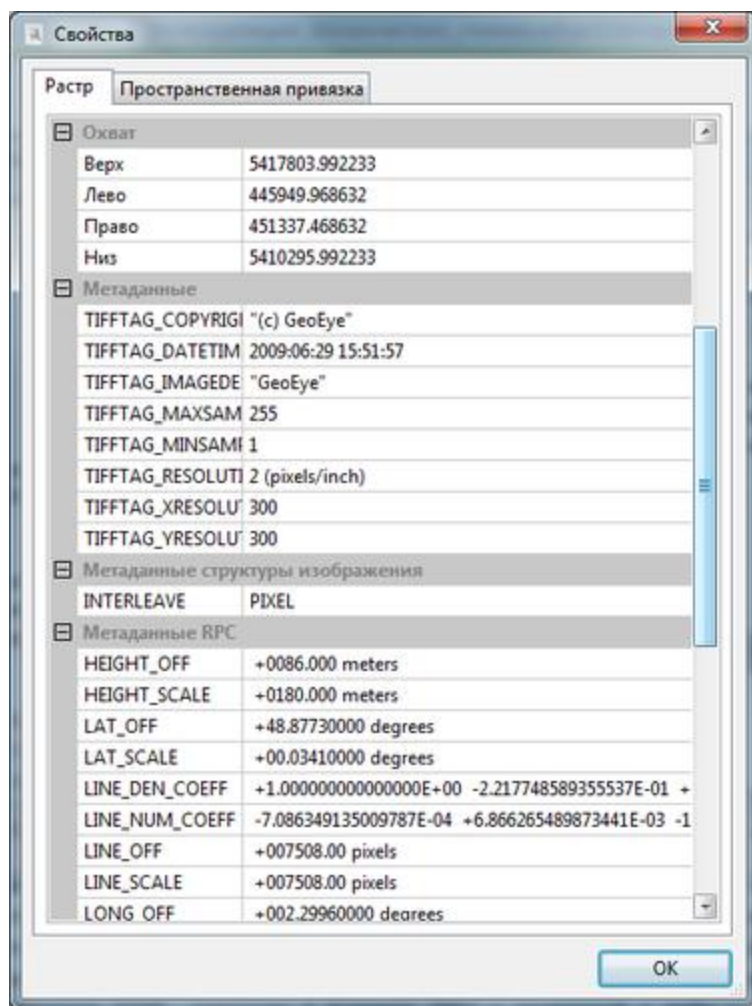 Свойства
Растр Пространственная привязка
Охват
Верх 5417803.992233
Лево 445949.968632
Право 451337.468632
Низ 5410295.992233
Метаданные
TIFFTAG_COPYRIGI "(c) GeoEye"
TIFFTAG_DATETIM 2009:06:29 15:51:57
TIFFTAG_IMAGEDE "GeoEye"
TIFFTAG_MAXSAM 255
TIFFTAG_MINSAMI 1
TIFFTAG_RESOLUTI 2 (pixels/inch)
TIFFTAG_XRESOLU 300
TIFFTAG_YRESOLU 300
Метаданные структуры изображения
INTERLEAVE PIXEL
Метаданные RPC
HEIGHT_OFF +0086.000 meters
HEIGHT_SCALE +0180.000 meters
LAT_OFF +48.87730000 degrees
LAT_SCALE +00.03410000 degrees
LINE_DEN_COEFF +1.000000000000000E+00 -2.217748589355537E-01 +
LINE_NUM_COEFF -7.086349135009787E-04 +6.866265489873441E-03 -1
LINE_OFF +007508.00 pixels
LINE_SCALE +007508.00 pixels
LONG_OFF +002.29960000 degrees
OK